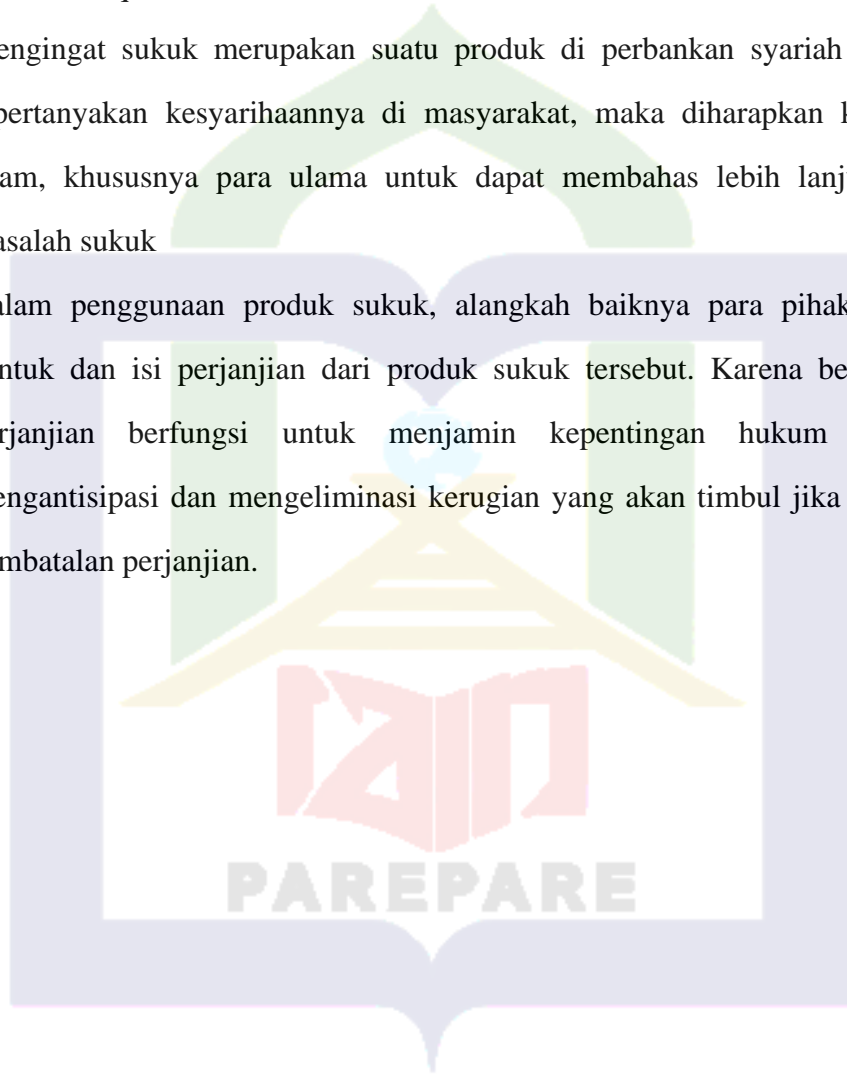 engingat sukuk merupakan suatu produk di perbankan syariah
pertanyakan kesyarihaannya di masyarakat, maka diharapkan k
am, khususnya para ulama untuk dapat membahas lebih lanj
asalah sukuk
alam penggunaan produk sukuk, alangkah baiknya para pihak
ntuk dan isi perjanjian dari produk sukuk tersebut. Karena be
rjanjian berfungsi untuk menjamin kepentingan hukum
engantisipasi dan mengeliminasi kerugian yang akan timbul jika
mbatalan perjanjian.
iain
PAREPARE